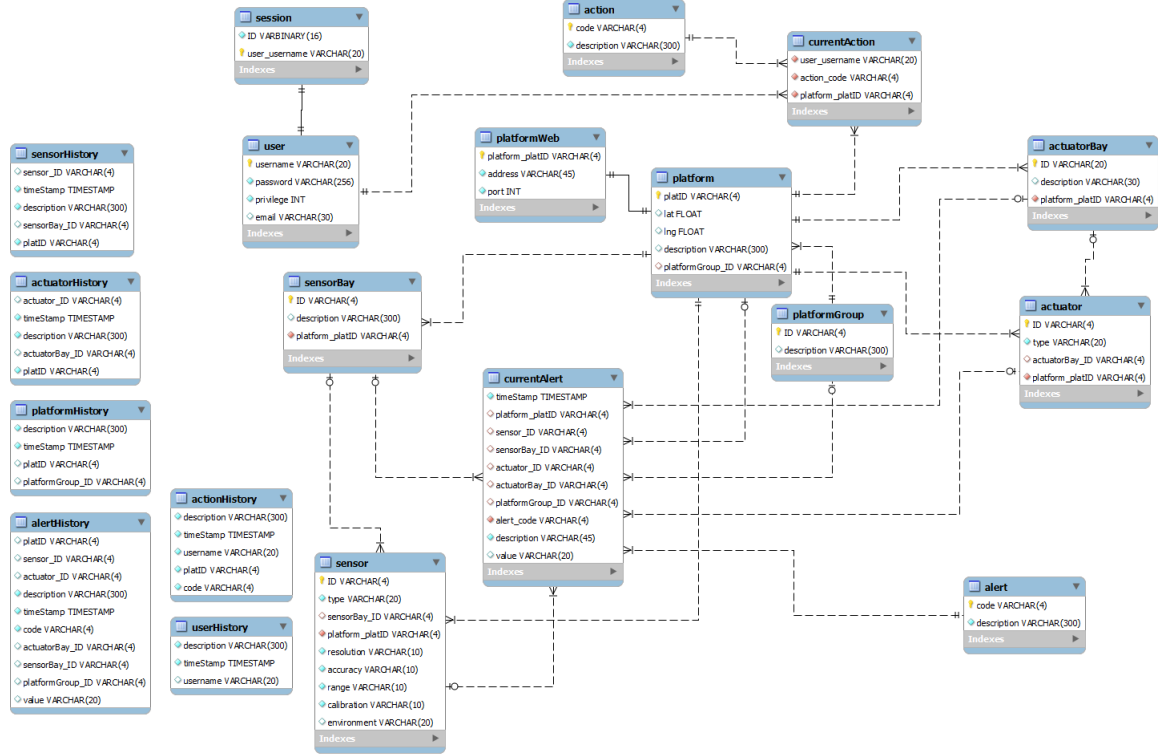 session
ID VARBINARY(16)
user_username VARCHAR(20)
Indexes
action
code VARCHAR(4)
description VARCHAR(300)
Indexes
currentAction
user_username VARCHAR(20)
action_code VARCHAR(4)
platform_platID VARCHAR(4)
Indexes
user
username VARCHAR(20)
password VARCHAR(256)
privilege INT
email VARCHAR(30)
Indexes
platformWeb
platform_platID VARCHAR(4)
address VARCHAR(45)
port INT
Indexes
platform
platID VARCHAR(4)
lat FLOAT
lng FLOAT
description VARCHAR(300)
platformGroup_ID VARCHAR(4)
Indexes
actuatorBay
ID VARCHAR(20)
description VARCHAR(30)
platform_platID VARCHAR(4)
Indexes
sensorHistory
sensor_ID VARCHAR(4)
timeStamp TIMESTAMP
description VARCHAR(300)
sensorBay_ID VARCHAR(4)
platID VARCHAR(4)
actuatorHistory
actuator_ID VARCHAR(4)
timeStamp TIMESTAMP
description VARCHAR(300)
actuatorBay_ID VARCHAR(4)
platID VARCHAR(4)
sensorBay
ID VARCHAR(4)
description VARCHAR(300)
platform_platID VARCHAR(4)
Indexes
platformGroup
ID VARCHAR(4)
description VARCHAR(300)
Indexes
actuator
ID VARCHAR(4)
type VARCHAR(20)
actuatorBay_ID VARCHAR(4)
platform_platID VARCHAR(4)
Indexes
currentAlert
timeStamp TIMESTAMP
platform_platID VARCHAR(4)
sensor_ID VARCHAR(4)
sensorBay_ID VARCHAR(4)
actuator_ID VARCHAR(4)
actuatorBay_ID VARCHAR(4)
platformGroup_ID VARCHAR(4)
alert_code VARCHAR(4)
description VARCHAR(45)
value VARCHAR(20)
Indexes
platformHistory
description VARCHAR(300)
timeStamp TIMESTAMP
platID VARCHAR(4)
platformGroup_ID VARCHAR(4)
alertHistory
platID VARCHAR(4)
sensor_ID VARCHAR(4)
actuator_ID VARCHAR(4)
description VARCHAR(300)
timeStamp TIMESTAMP
code VARCHAR(4)
actuatorBay_ID VARCHAR(4)
sensorBay_ID VARCHAR(4)
platformGroup_ID VARCHAR(4)
value VARCHAR(20)
actionHistory
description VARCHAR(300)
timeStamp TIMESTAMP
username VARCHAR(20)
platID VARCHAR(4)
code VARCHAR(4)
userHistory
description VARCHAR(300)
timeStamp TIMESTAMP
username VARCHAR(20)
sensor
ID VARCHAR(4)
type VARCHAR(20)
sensorBay_ID VARCHAR(4)
platform_platID VARCHAR(4)
resolution VARCHAR(10)
accuracy VARCHAR(10)
range VARCHAR(10)
calibration VARCHAR(10)
environment VARCHAR(20)
Indexes
alert
code VARCHAR(4)
description VARCHAR(300)
Indexes